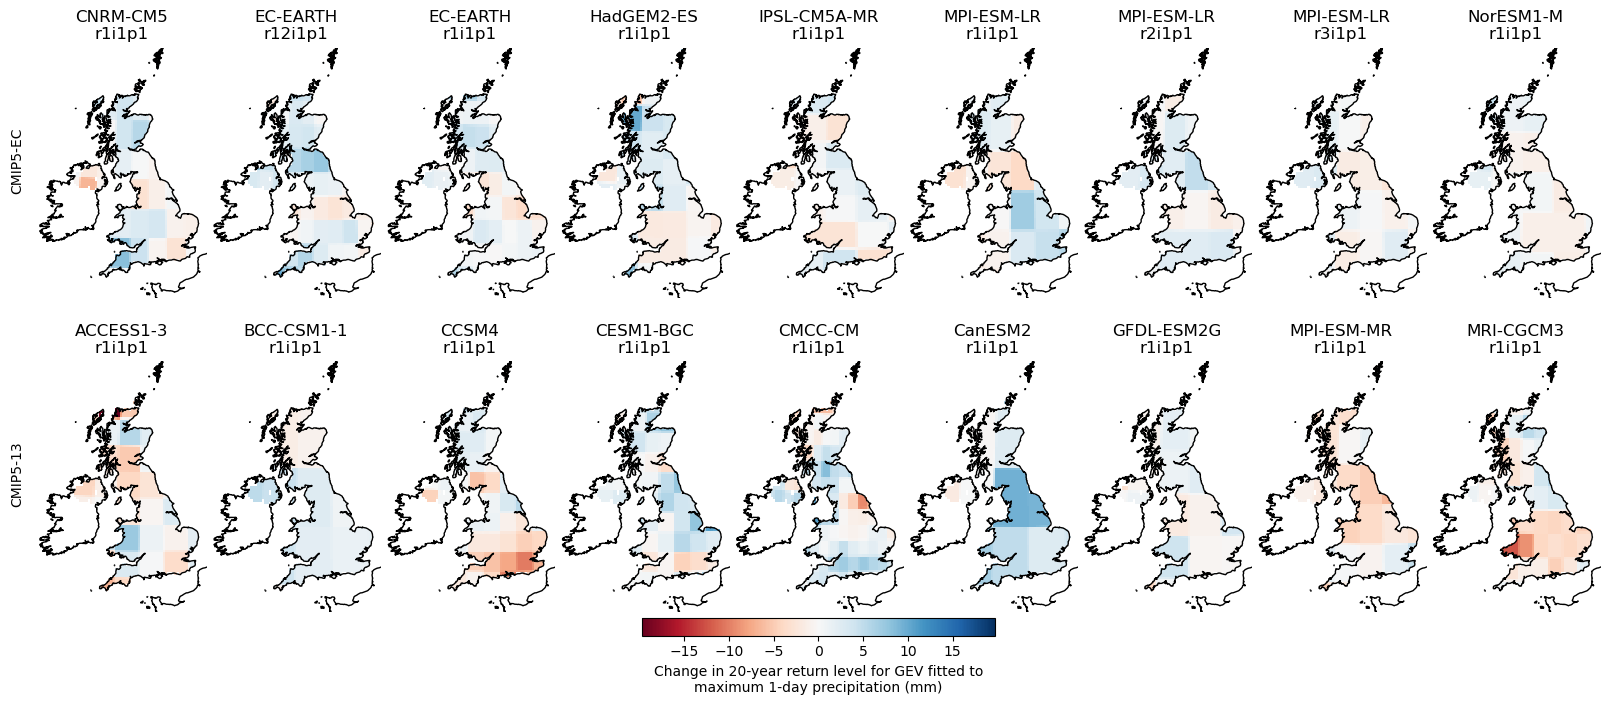 CNRM-CM5 EC-EARTH EC-EARTH HadGEM2-ES IPSL-CM5A-MR MPI-ESM-LR MPI-ESM-LR MPI-ESM-LR NorESM1-M
r1i1p1 r12i1p1 r1i1p1 r1i1p1 r1i1p1 r1i1p1 r2i1p1 r3i1p1 r1i1p1
CMIP5-EC
ACCESS1-3 BCC-CSM1-1 CCSM4 CESM1-BGC CMCC-CM CanESM2 GFDL-ESM2G MPI-ESM-MR MRI-CGCM3
r1i1p1 r1i1p1 r1i1p1 r1i1p1 r1i1p1 r1i1p1 r1i1p1 r1i1p1 r1i1p1
CMIP5-13
−15 −10 −5 0 5 10 15
Change in 20-year return level for GEV fitted to
maximum 1-day precipitation (mm)